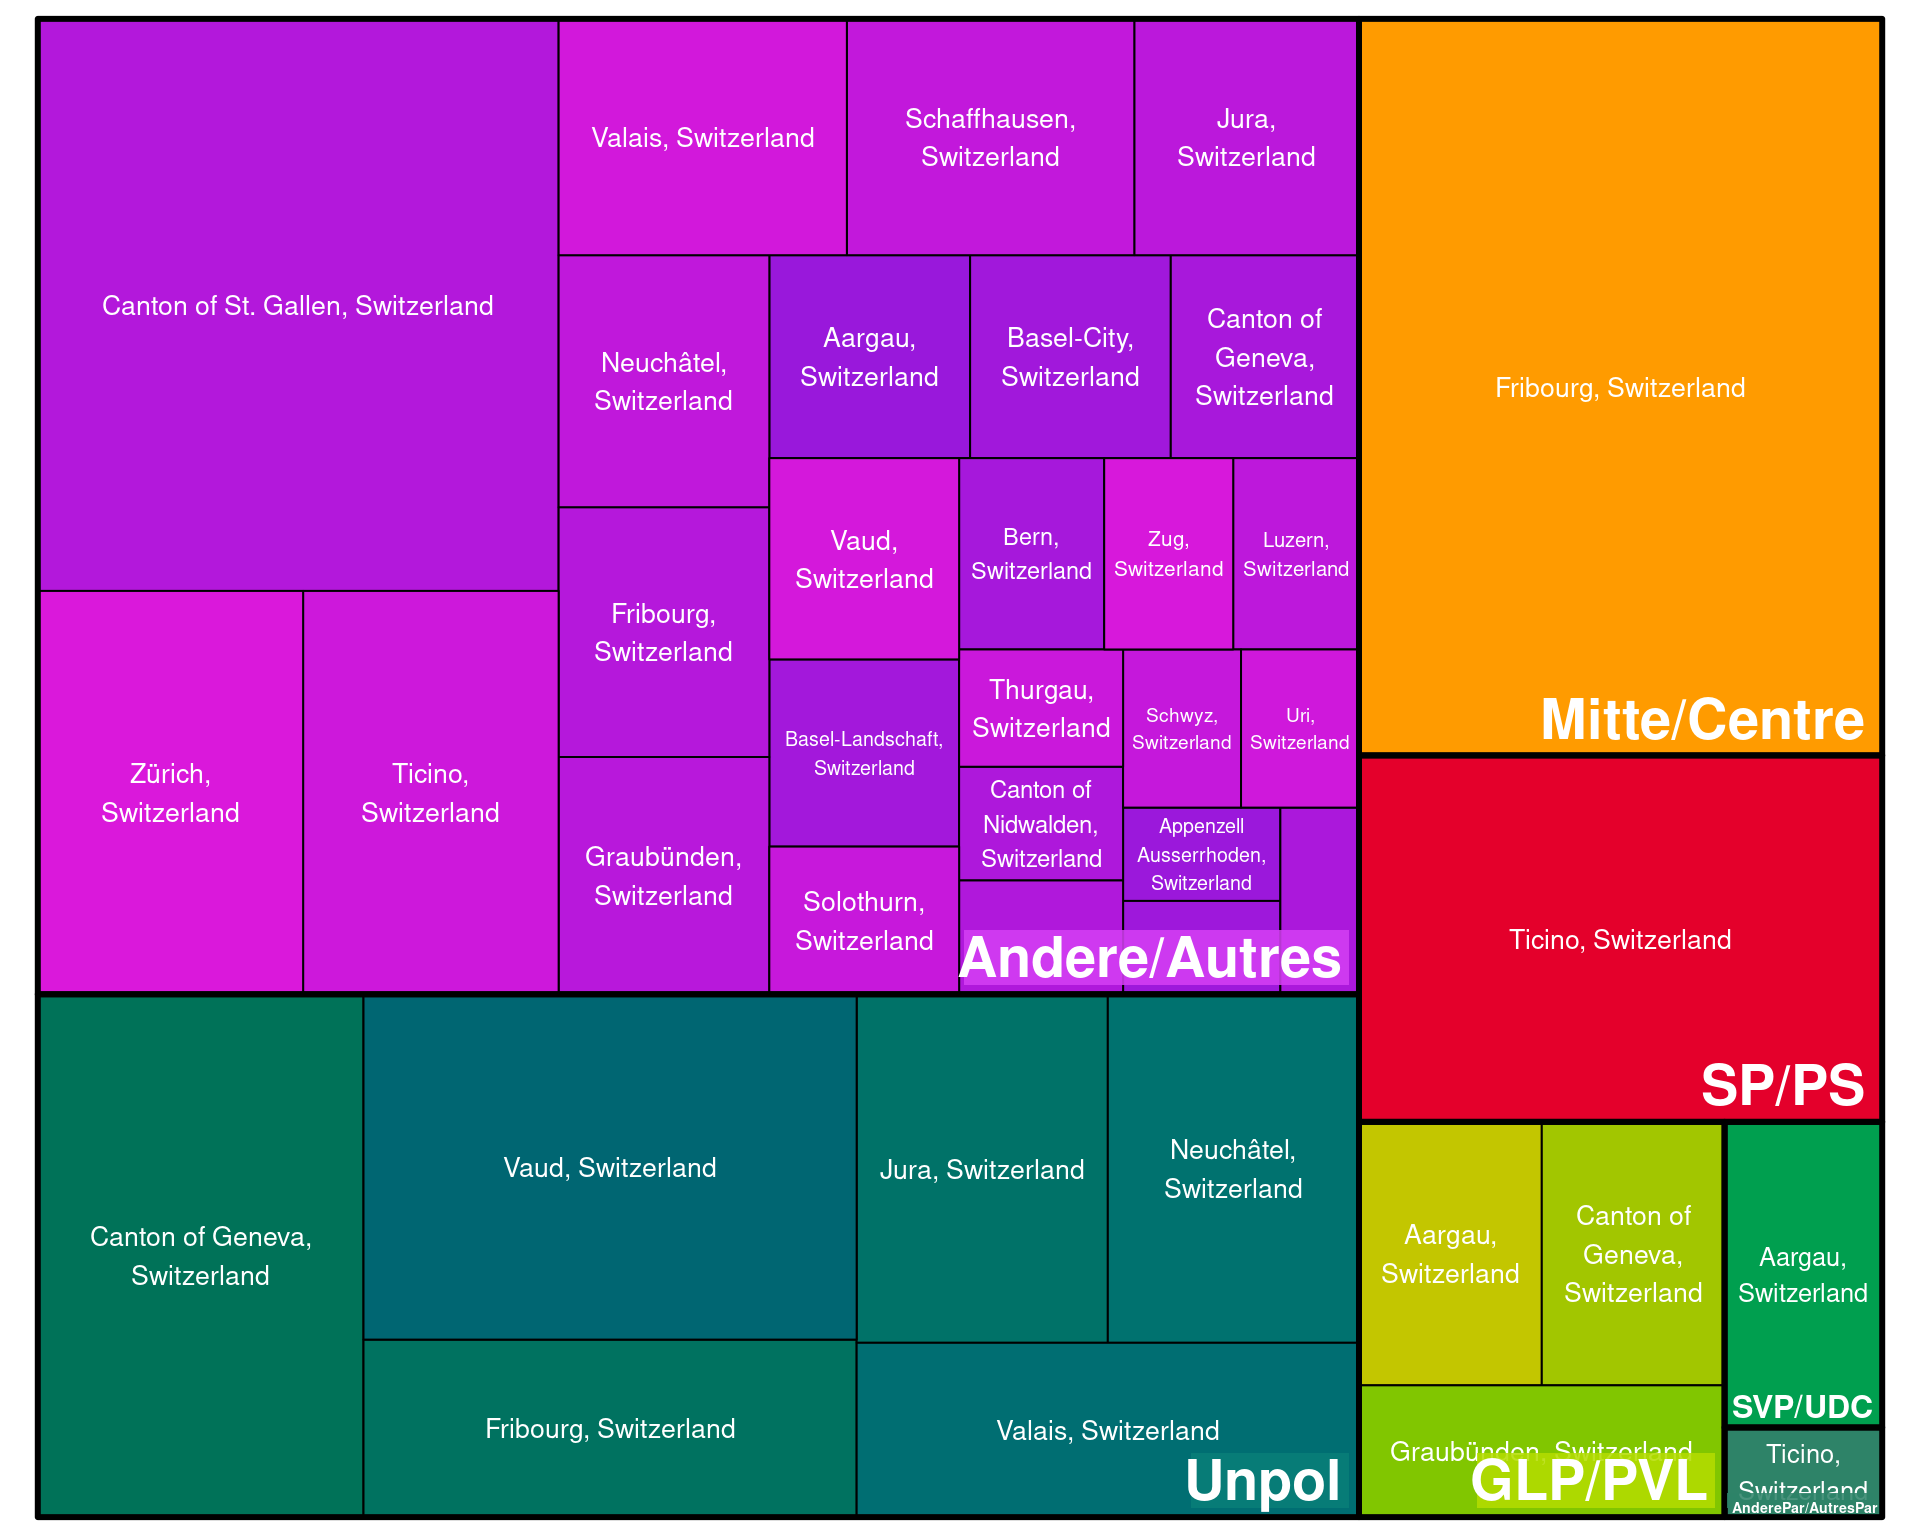 Canton of St. Gallen, Switzerland
Valais, Switzerland
Schaffhausen,
Switzerland
Jura,
Switzerland
Neuchâtel,
Switzerland
Aargau,
Switzerland
Basel-City,
Switzerland
Canton of
Geneva,
Switzerland
Fribourg,
Switzerland
Vaud,
Switzerland
Bern,
Switzerland
Zug,
Switzerland
Luzern,
Switzerland
Zürich,
Switzerland
Ticino,
Switzerland
Graubünden,
Switzerland
Basel-Landschaft,
Switzerland
Solothurn,
Switzerland
Thurgau,
Switzerland
Schwyz,
Switzerland
Uri,
Switzerland
Canton of
Nidwalden,
Switzerland
Appenzell
Ausserrhoden,
Switzerland
Andere/Autres
Canton of Geneva,
Switzerland
Vaud, Switzerland
Jura, Switzerland
Neuchâtel,
Switzerland
Fribourg, Switzerland
Valais, Switzerland
Unpol
Fribourg, Switzerland
Mitte/Centre
Ticino, Switzerland
SP/PS
Aargau,
Switzerland
Canton of
Geneva,
Switzerland
Graubünden, Switzerland
GLP/PVL
Aargau,
Switzerland
SVP/UDC
Ticino,
Switzerland
AnderePar/AutresPar